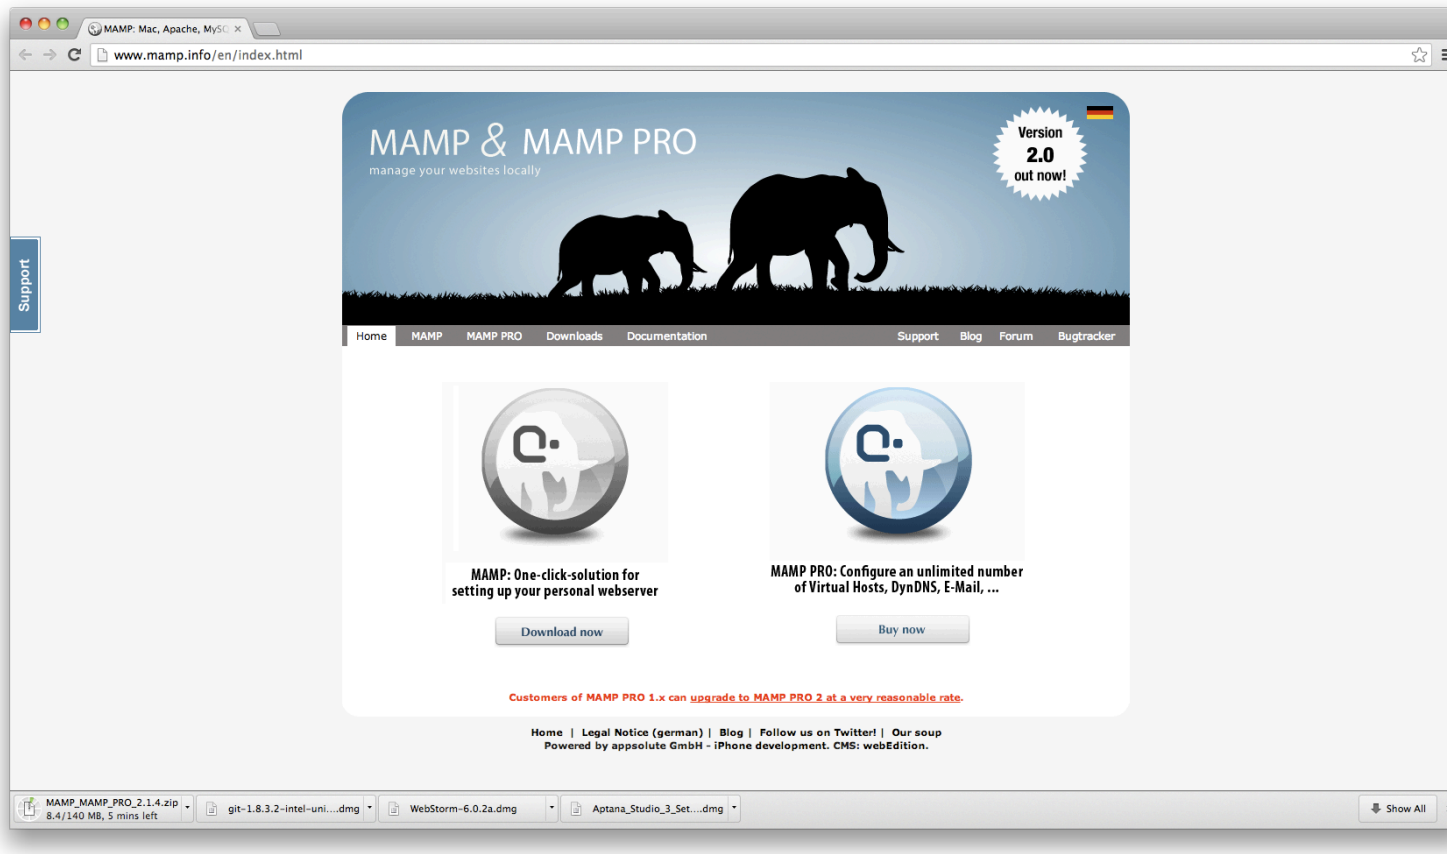 MAMP: Mac, Apache, MySQ
www.mamp.info/en/index.html
MAMP & MAMP PRO
manage your websites locally
Version
2.0
out now!
Support
Home MAMP MAMP PRO Downloads Documentation Support Blog Forum Bugtracker
MAMP: One-click-solution for
setting up your personal webserver
Download now
MAMP PRO: Configure an unlimited number
of Virtual Hosts, DynDNS, E-Mail, ...
Buy now
Customers of MAMP PRO 1.x can upgrade to MAMP PRO 2 at a very reasonable rate.
Home | Legal Notice (german) | Blog | Follow us on Twitter! | Our soup
Powered by appsolute GmbH - iPhone development. CMS: webEdition.
MAMP_MAMP_PRO_2.1.4.zip
8.4/140 MB, 5 mins left
git-1.8.3.2-intel-uni....dmg
WebStorm-6.0.2a.dmg
Aptana_Studio_3_Set....dmg
Show All